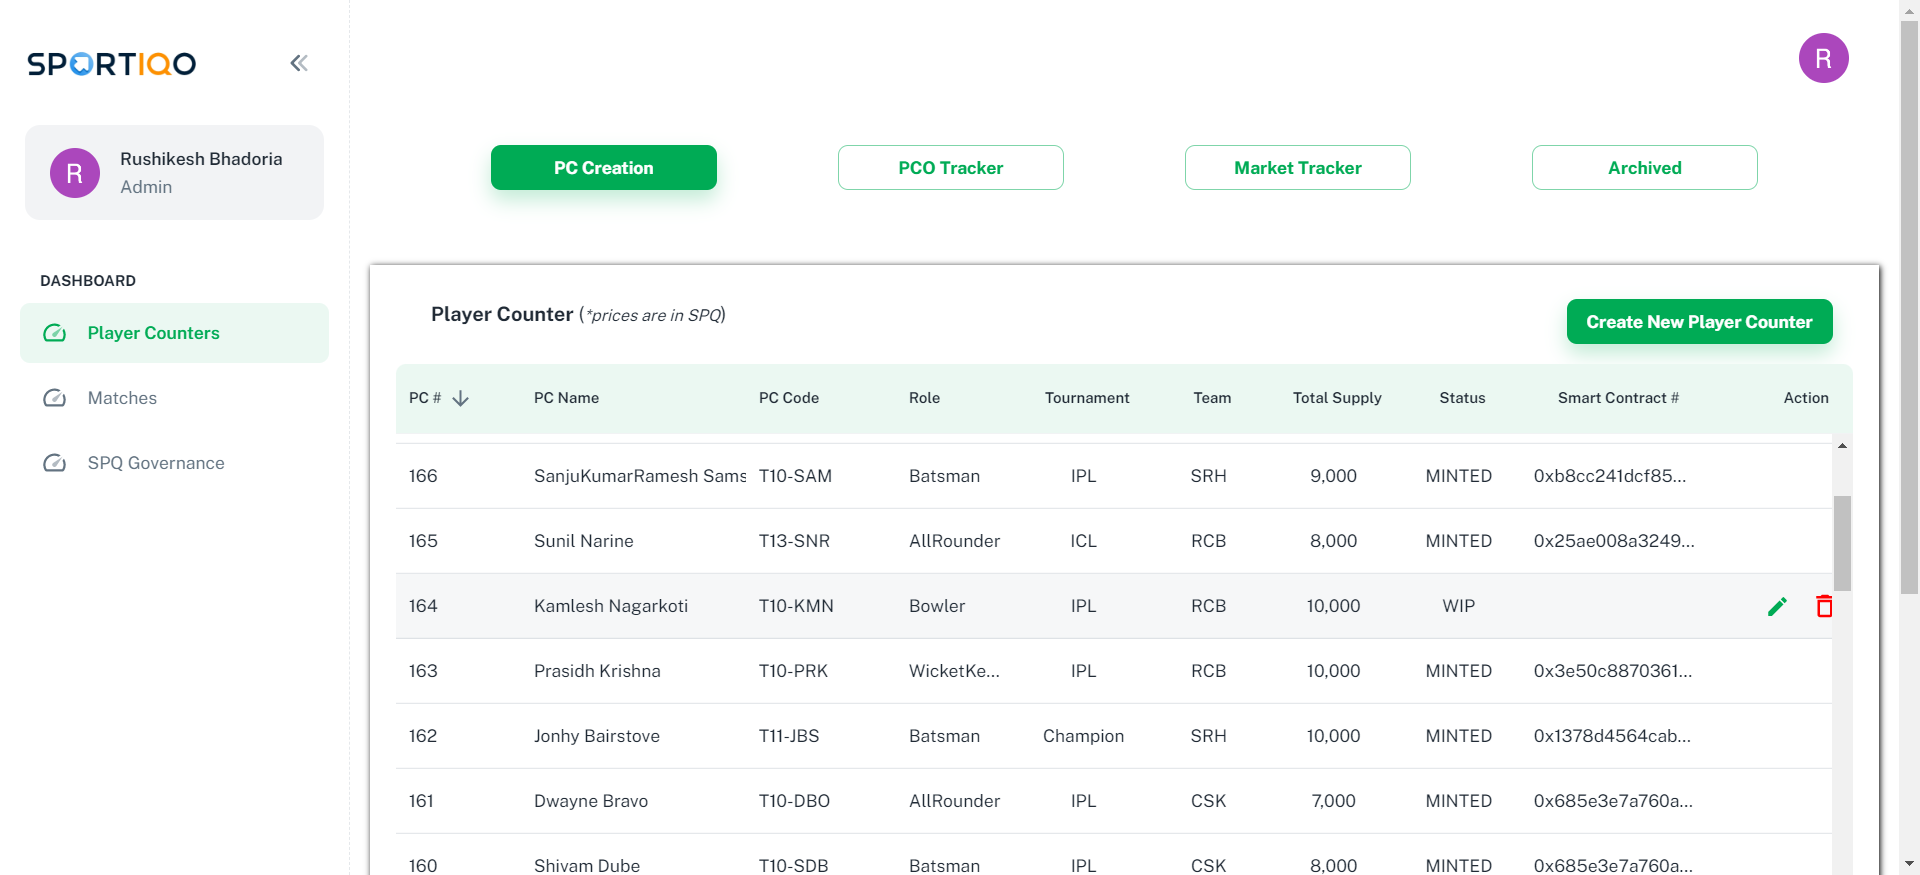 SPORTIQO
R
R
Rushikesh Bhadoria
Admin
PC Creation
PCO Tracker
Market Tracker
Archived
DASHBOARD
Player Counters
Matches
SPQ Governance
Player Counter (*prices are in SPQ)
Create New Player Counter
PC # PC Name PC Code Role Tournament Team Total Supply Status Smart Contract # Action
166 SanjuKumarRamesh Sams T10-SAM Batsman IPL SRH 9,000 MINTED 0xb8cc241dcf85...
165 Sunil Narine T13-SNR AllRounder ICL RCB 8,000 MINTED 0x25ae008a3249...
164 Kamlesh Nagarkoti T10-KMN Bowler IPL RCB 10,000 WIP
163 Prasidh Krishna T10-PRK WicketKe... IPL RCB 10,000 MINTED 0x3e50c8870361...
162 Jonhy Bairstove T11-JBS Batsman Champion SRH 10,000 MINTED 0x1378d4564cab...
161 Dwayne Bravo T10-DBO AllRounder IPL CSK 7,000 MINTED 0x685e3e7a760a...
160 Shivam Dube T10-SDB Batsman IPL CSK 8,000 MINTED 0x685e3e7a760a...